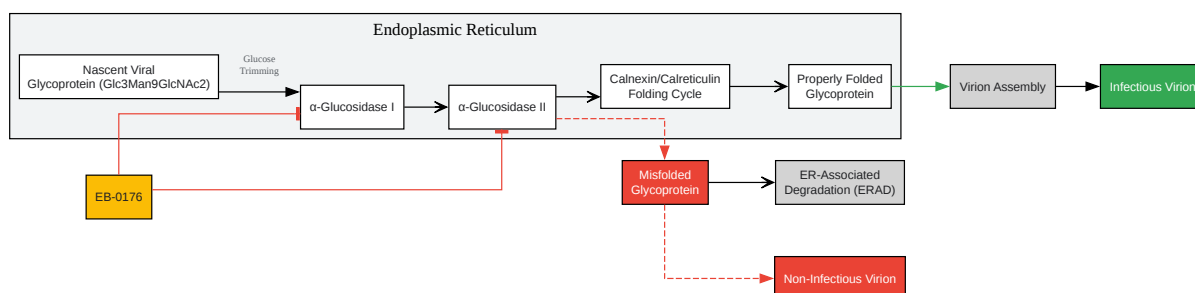 Endoplasmic Reticulum
Nascent Viral
Glycoprotein (Glc3Man9GlcNAc2)
Glucose
Trimming
α-Glucosidase I
α-Glucosidase II
Calnexin/Calreticulin
Folding Cycle
Properly Folded
Glycoprotein
Virion Assembly
Infectious Virion
EB-0176
Misfolded
Glycoprotein
ER-Associated
Degradation (ERAD)
Non-Infectious Virion